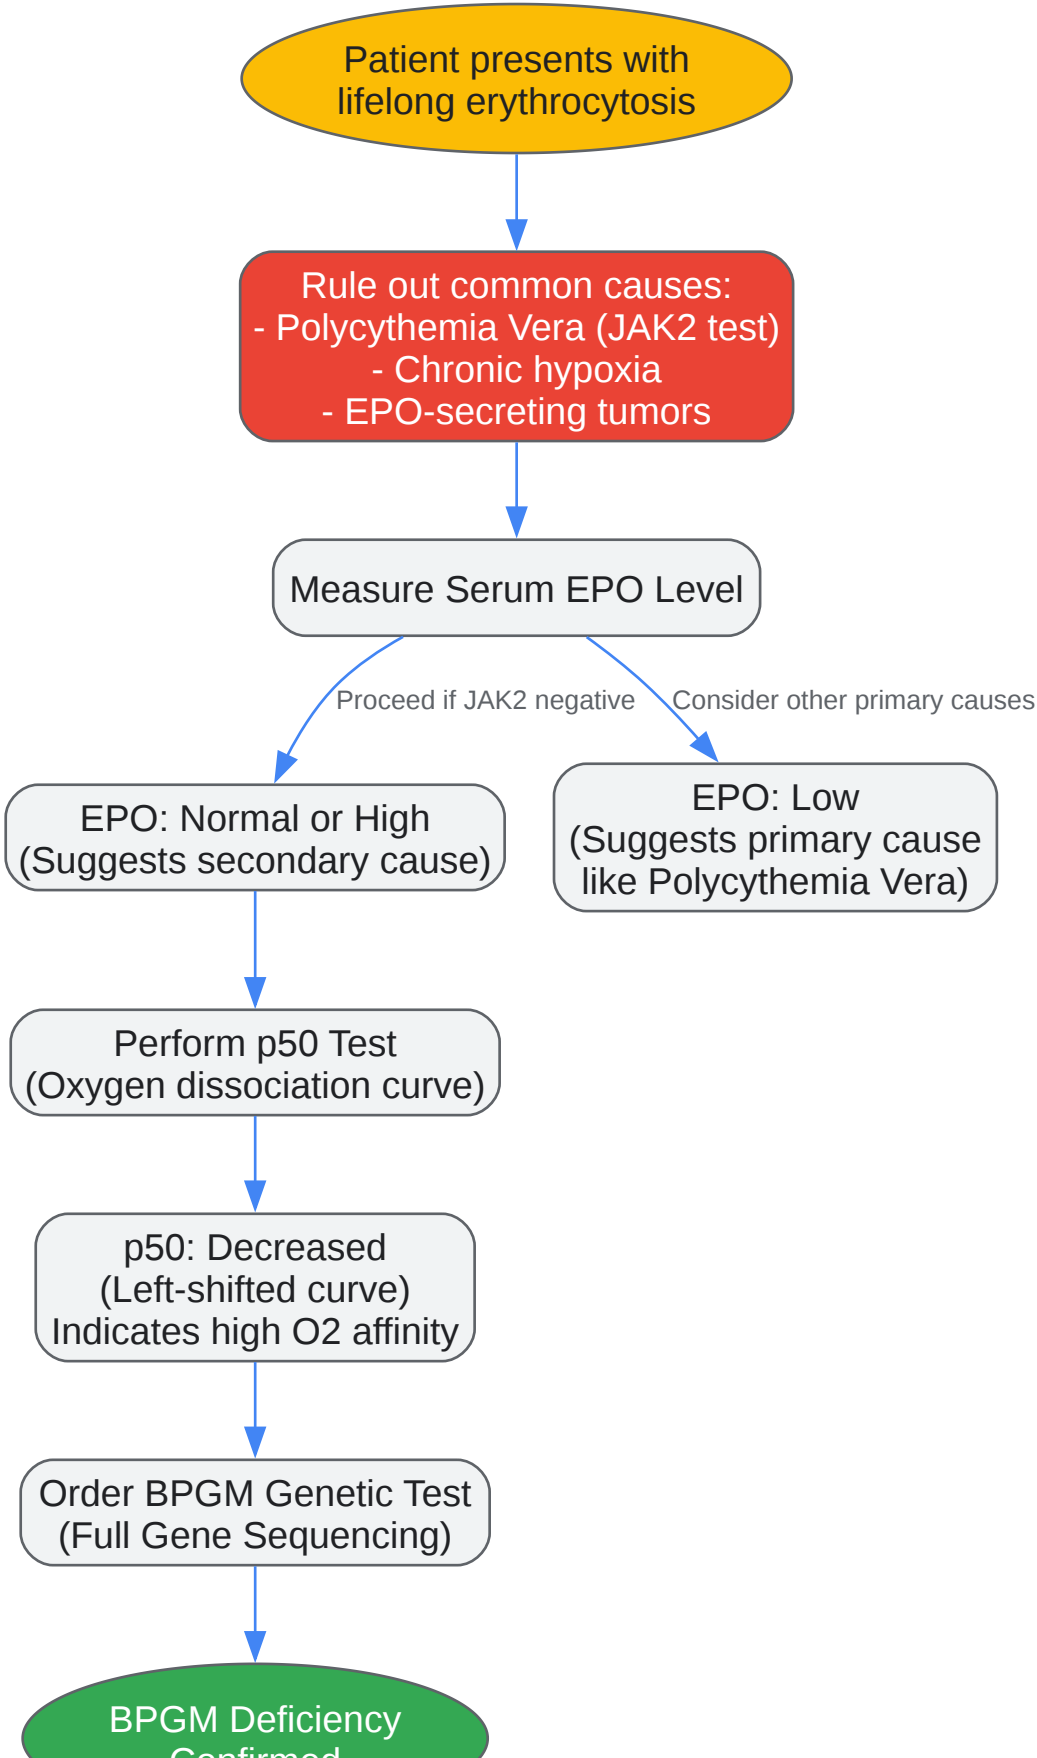 Patient presents with
lifelong erythrocytosis
Rule out common causes:
- Polycythemia Vera (JAK2 test)
- Chronic hypoxia
- EPO-secreting tumors
Measure Serum EPO Level
Proceed if JAK2 negative
Consider other primary causes
EPO: Normal or High
(Suggests secondary cause)
EPO: Low
(Suggests primary cause
like Polycythemia Vera)
Perform p50 Test
(Oxygen dissociation curve)
p50: Decreased
(Left-shifted curve)
Indicates high O2 affinity
Order BPGM Genetic Test
(Full Gene Sequencing)
BPGM Deficiency
Confirmed